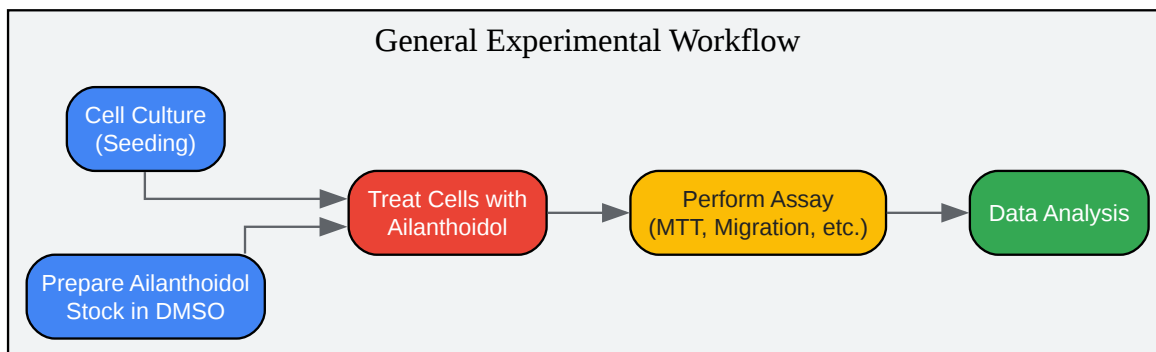 General Experimental Workflow
Cell Culture
(Seeding)
Prepare Ailanthoidol
Stock in DMSO
Treat Cells with
Ailanthoidol
Perform Assay
(MTT, Migration, etc.)
Data Analysis